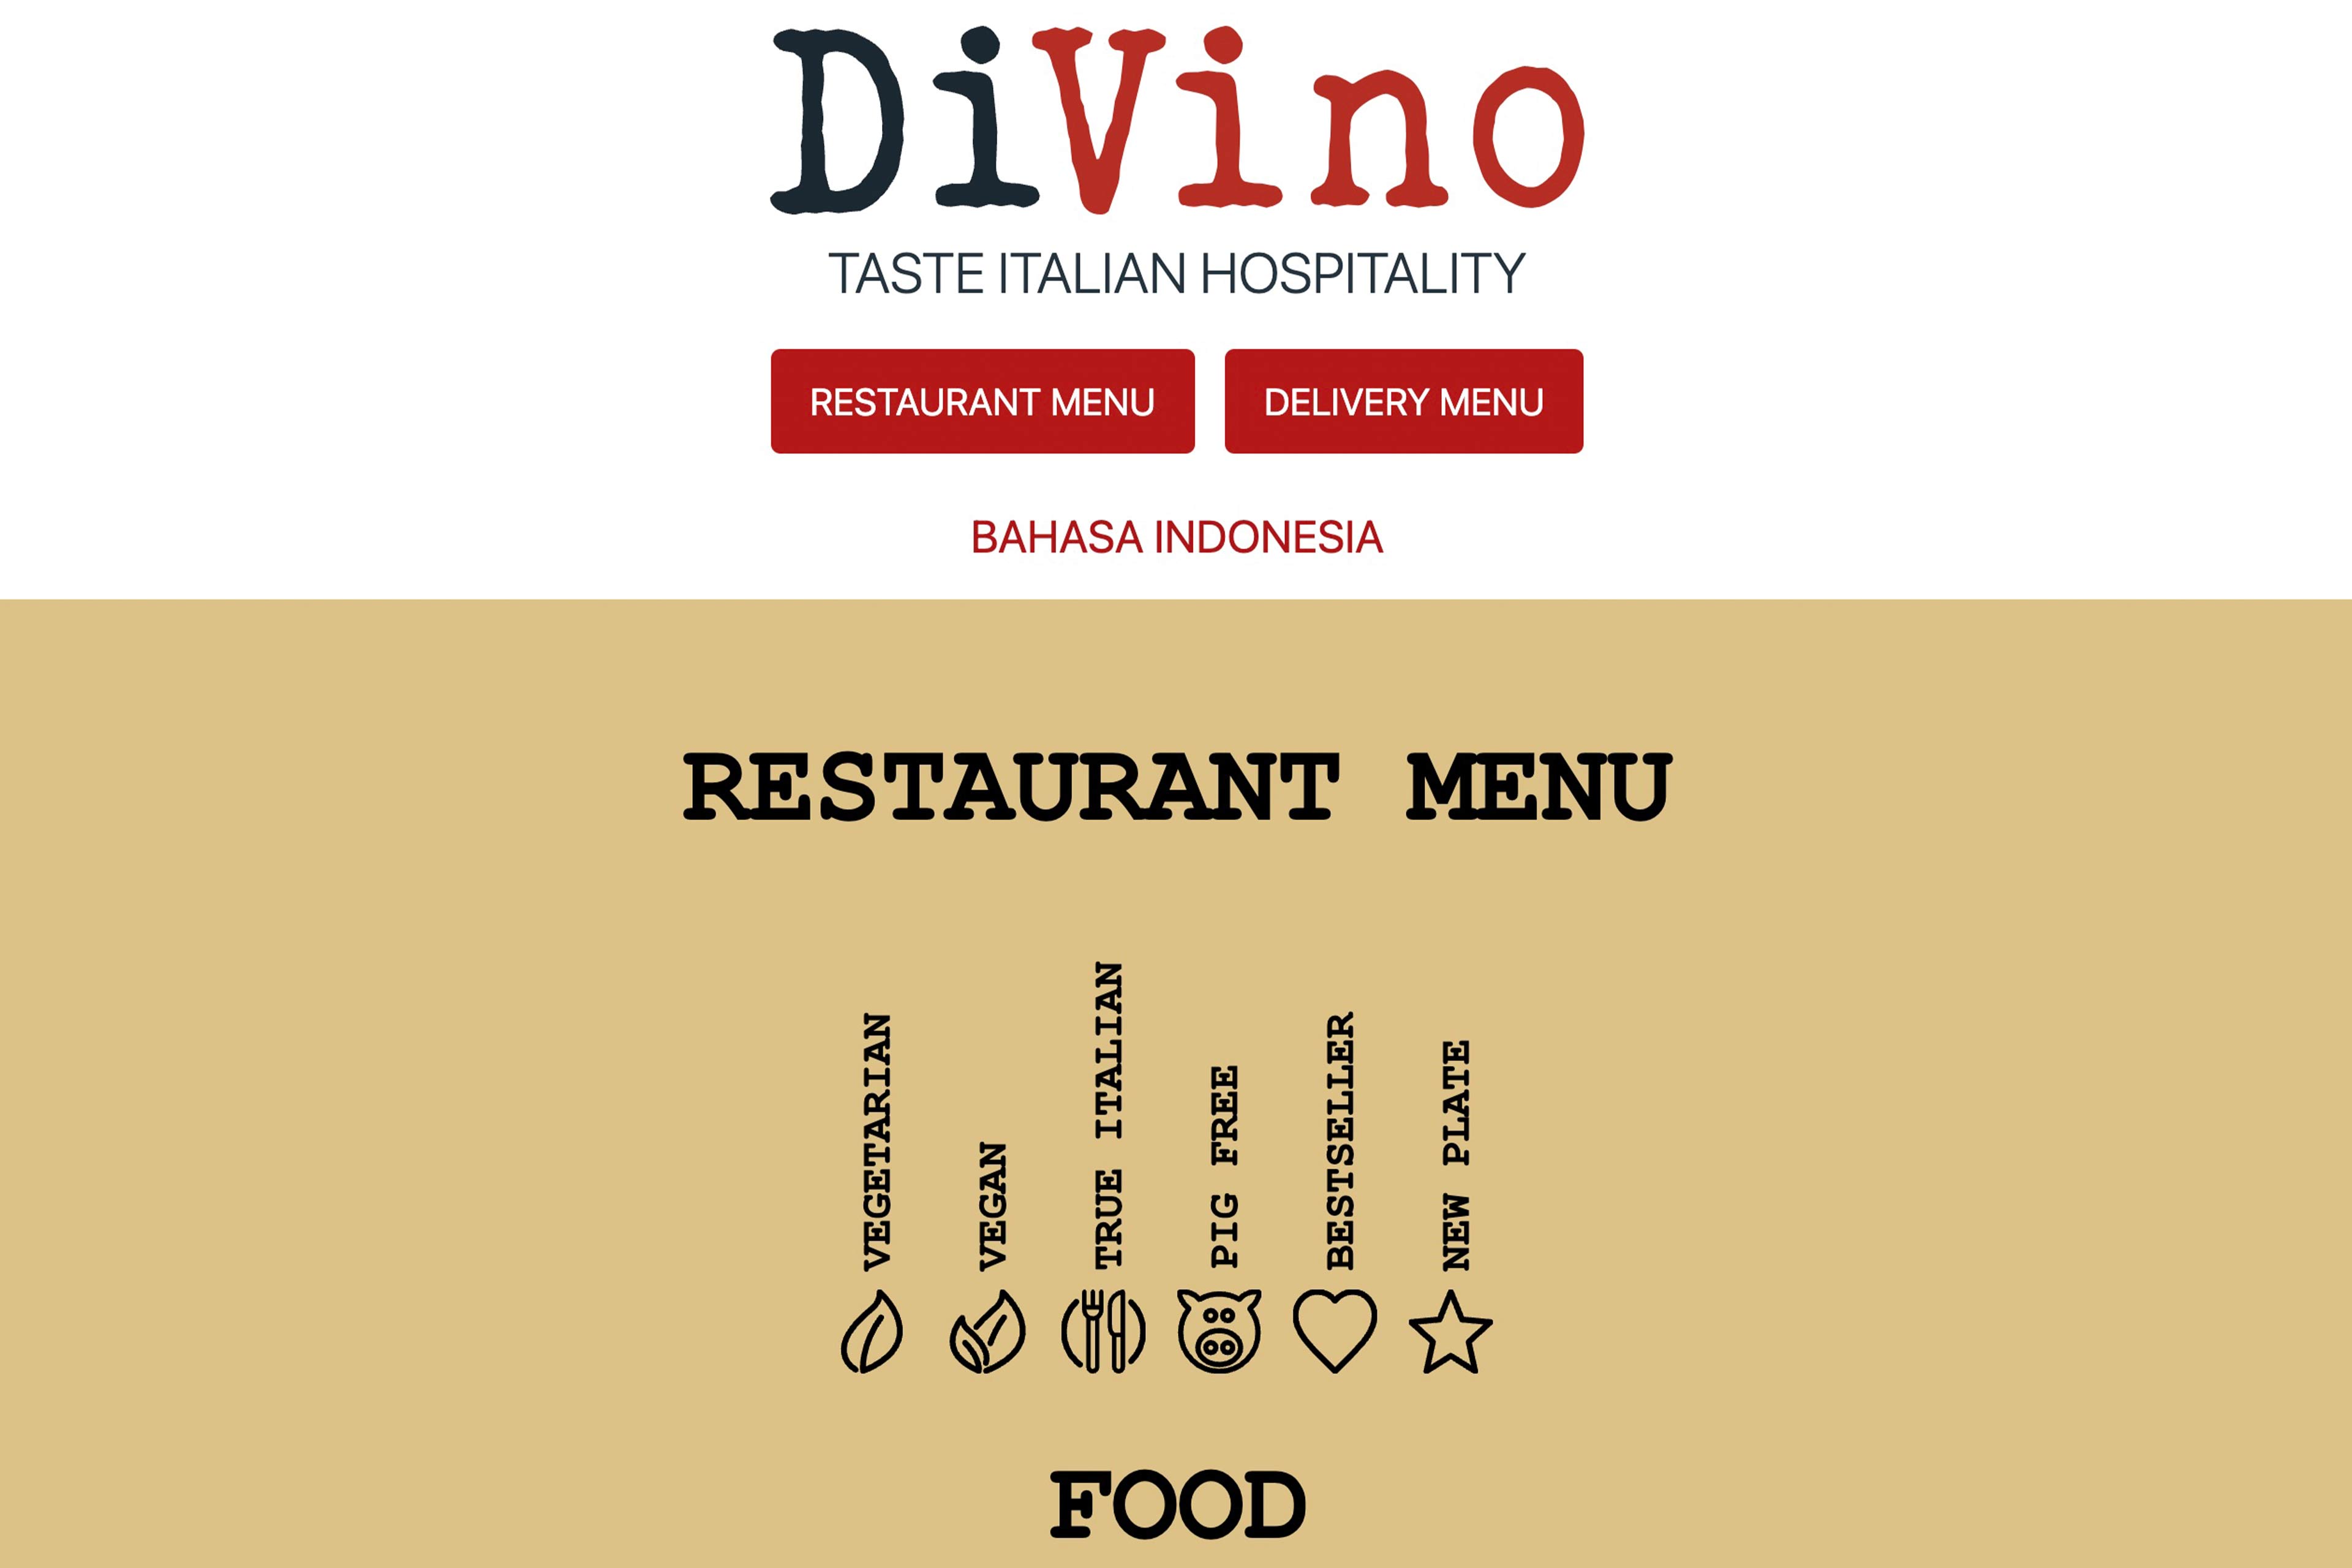 DiVino
TASTE ITALIAN HOSPITALITY
RESTAURANT MENU
DELIVERY MENU
BAHASA INDONESIA
RESTAURANT MENU
VEGETARIAN
VEGAN
TRUE ITALIAN
PIG FREE
BESTSELLER
NEW PLATE
FOOD